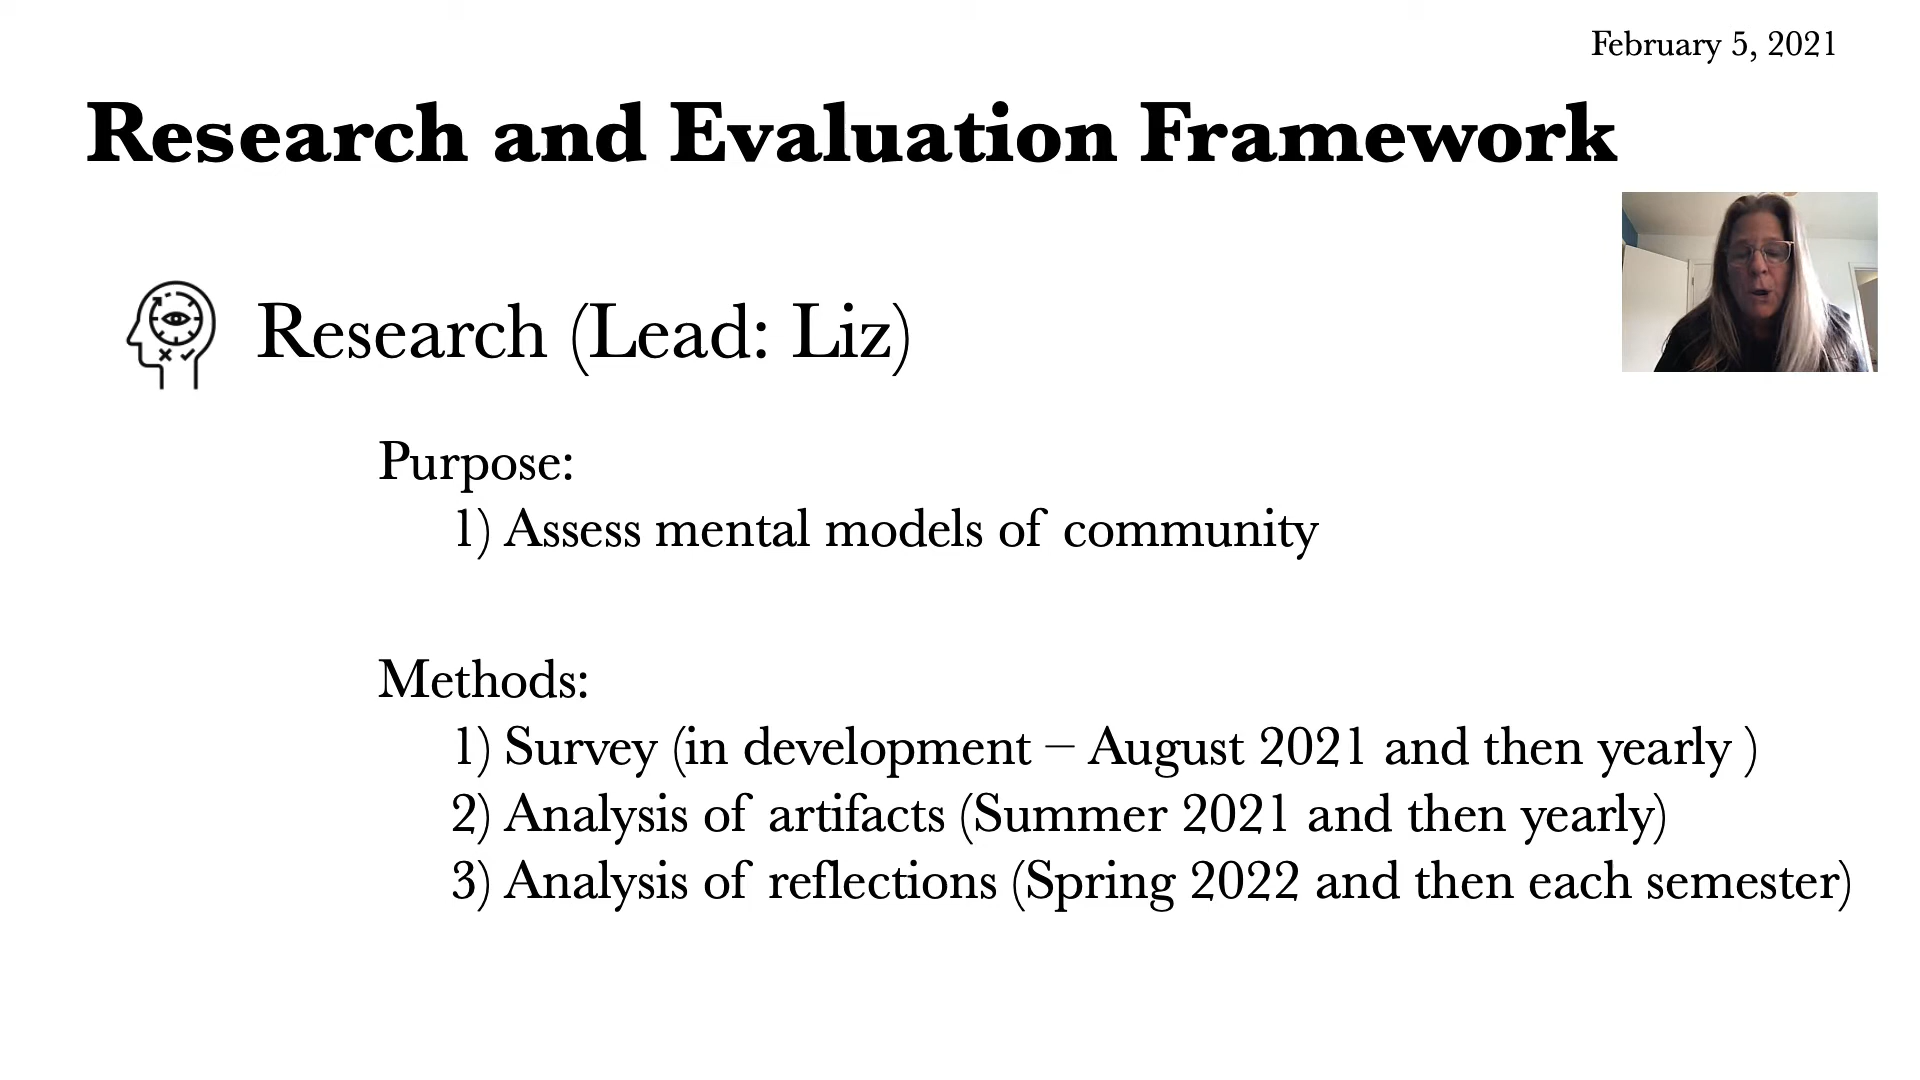 February 5, 2021
Research and Evaluation Framework
Research (Lead: Liz)
Purpose:
1) Assess mental models of community
Methods:
1) Survey (in development – August 2021 and then yearly )
2) Analysis of artifacts (Summer 2021 and then yearly)
3) Analysis of reflections (Spring 2022 and then each semester)